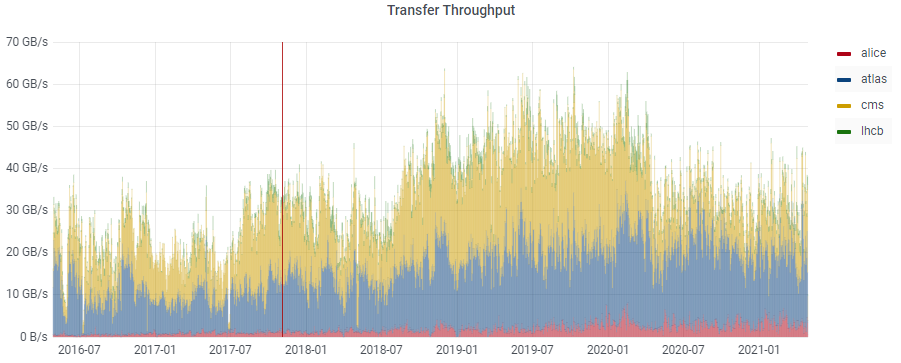 Transfer Throughput
70 GB/s
60 GB/s
50 GB/s
40 GB/s
30 GB/s
20 GB/s
10 GB/s
0 B/s
2016-07 2017-01 2017-07 2018-01 2018-07 2019-01 2019-07 2020-01 2020-07 2021-01
alice
atlas
cms
lhcb